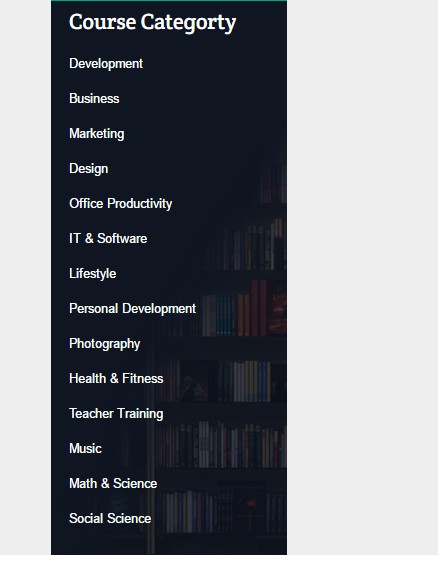 Course Categorty
Development
Business
Marketing
Design
Office Productivity
IT & Software
Lifestyle
Personal Development
Photography
Health & Fitness
Teacher Training
Music
Math & Science
Social Science